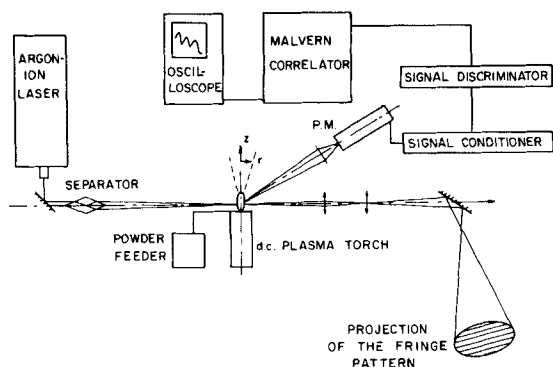 ARGON-
ION
LASER
OSCIL-
LOSCOPE
MALVERN
CORRELATOR
SIGNAL DISCRIMINATOR
SIGNAL CONDITIONER
P.M.
z
r
SEPARATOR
POWDER
FEEDER
d.c. PLASMA TORCH
PROJECTION
OF THE FRINGE
PATTERN